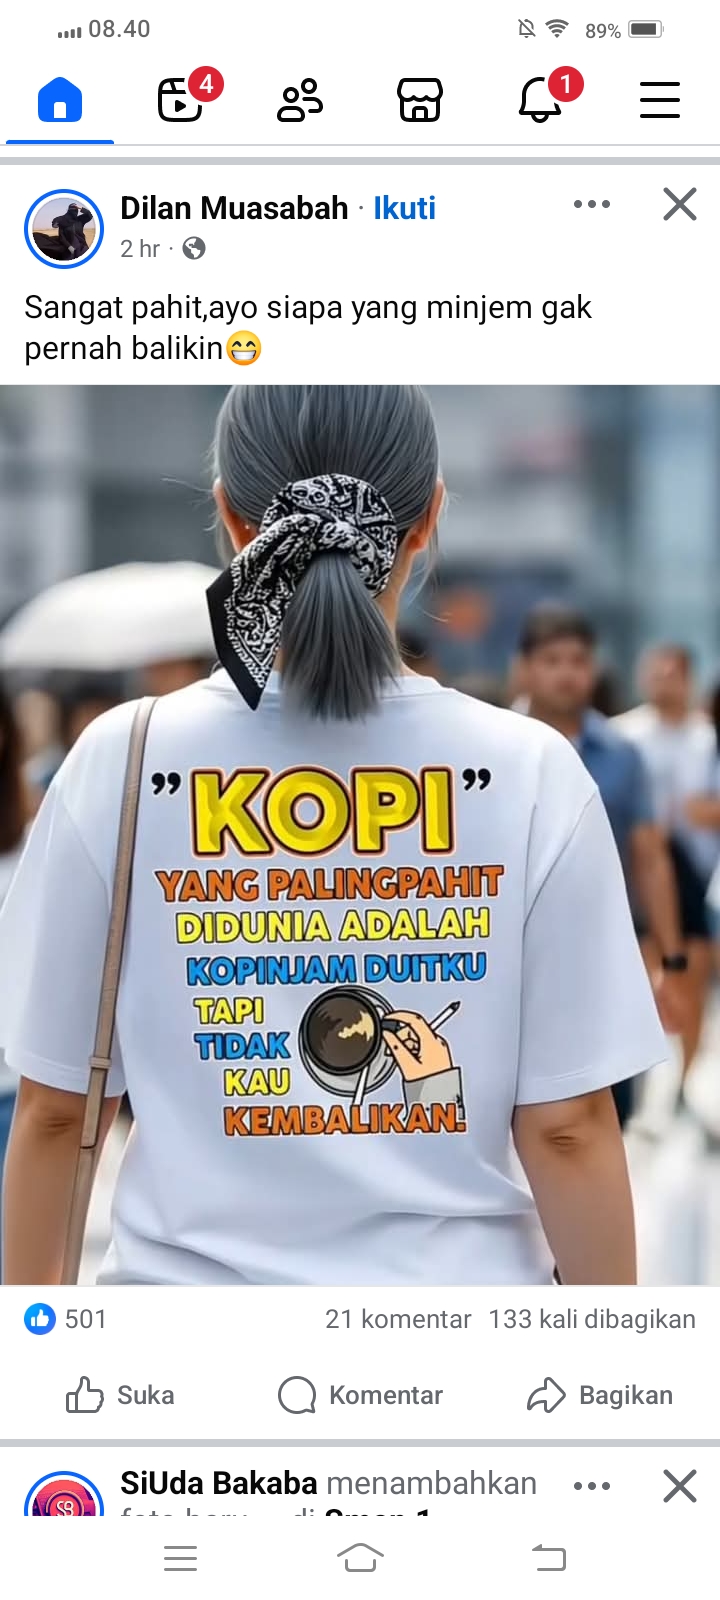 08.40
89%
4
1
Dilan Muasabah · Ikuti
2 hr ·
Sangat pahit,ayo siapa yang minjem gak
pernah balikin😁
”KOPI”
YANG PALINGPAHIT
DIDUNIA ADALAH
KOPINJAM DUITKU
TAPI
TIDAK
KAU
KEMBALIKAN!
501
21 komentar 133 kali dibagikan
Suka Komentar Bagikan
SiUda Bakaba menambahkan
SB